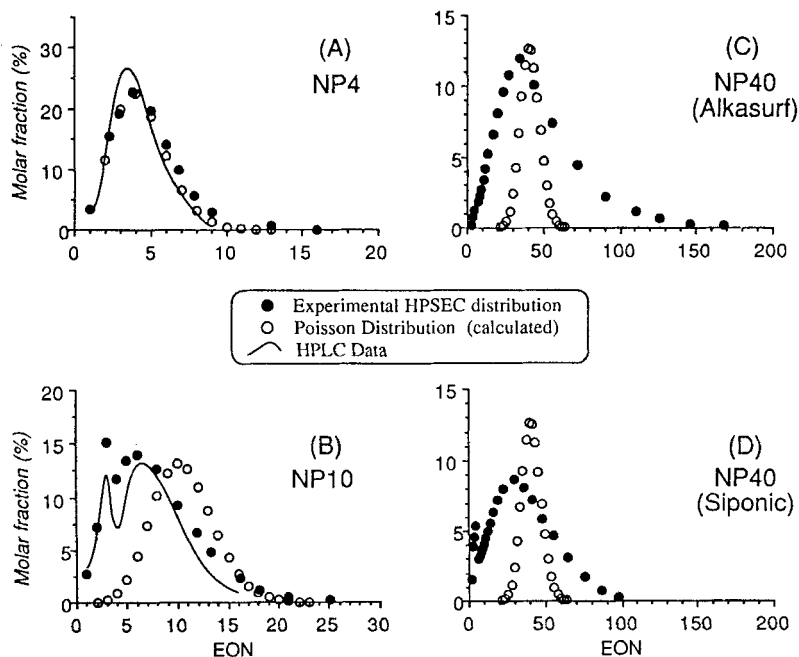 (A)
NP4
Molar fraction (%)
30
20
10
0
0 5 10 15 20
(C)
NP40
(Alkasurf)
15
10
5
0
0 50 100 150 200
Experimental HPSEC distribution
Poisson Distribution (calculated)
HPLC Data
(B)
NP10
Molar fraction (%)
20
15
10
5
0
0 5 10 15 20 25 30
EON
(D)
NP40
(Siponic)
15
10
5
0
0 50 100 150 200
EON